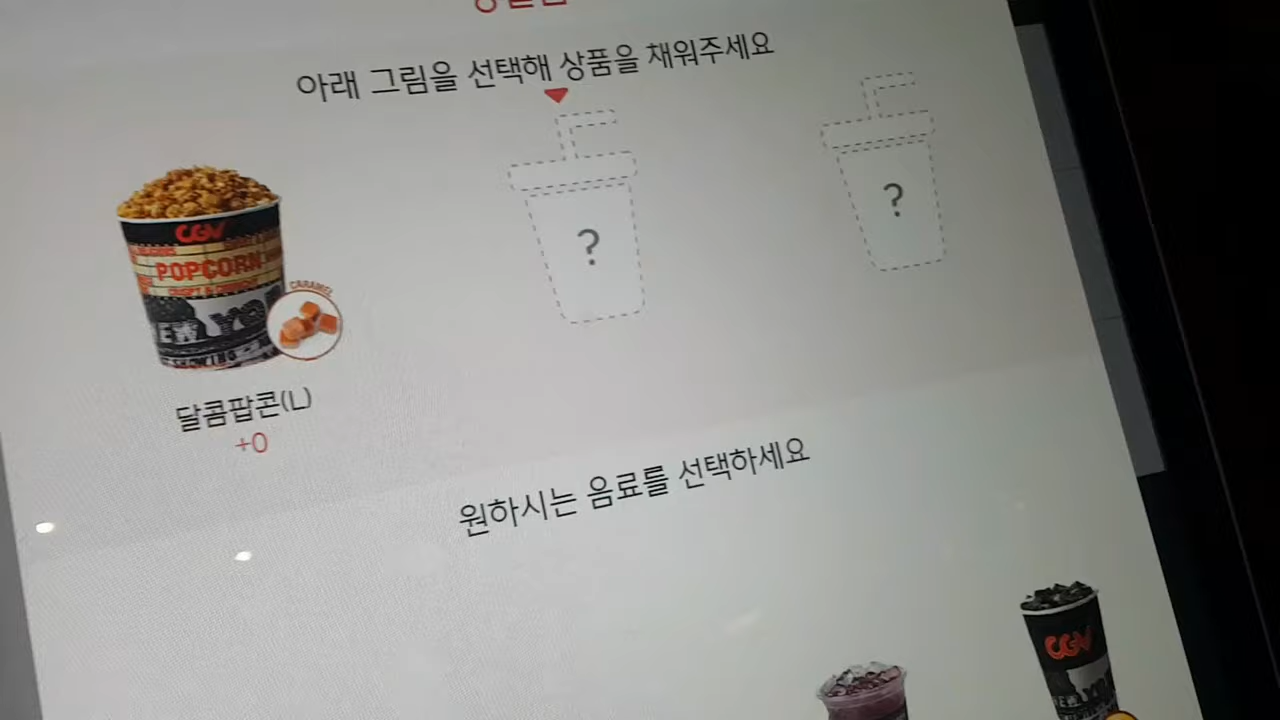 아래 그림을 선택해 상품을 채워주세요
?
?
CGV
POPCORN
CARAMEL
달콤팝콘(L)
+0
원하시는 음료를 선택하세요
CGV